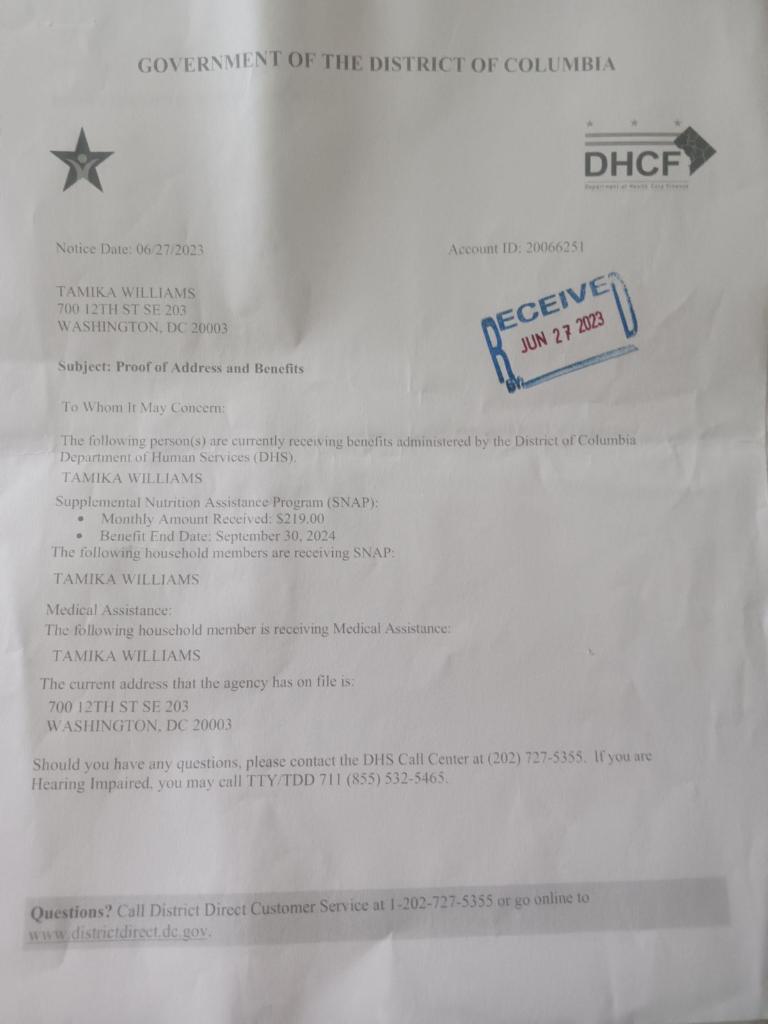 GOVERNMENT OF THE DISTRICT OF COLUMBIA
DHCF
Department of Health Care Finance
Notice Date: 06/27/2023
Account ID: 20066251
TAMIKA WILLIAMS
700 12TH ST SE 203
WASHINGTON, DC 20003
RECEIVED
JUN 27 2023
BY:
Subject: Proof of Address and Benefits
To Whom It May Concern:
The following person(s) are currently receiving benefits administered by the District of Columbia
Department of Human Services (DHS).
TAMIKA WILLIAMS
Supplemental Nutrition Assistance Program (SNAP):
• Monthly Amount Received: $219.00
• Benefit End Date: September 30, 2024
The following household members are receiving SNAP:
TAMIKA WILLIAMS
Medical Assistance:
The following household member is receiving Medical Assistance:
TAMIKA WILLIAMS
The current address that the agency has on file is:
700 12TH ST SE 203
WASHINGTON, DC 20003
Should you have any questions, please contact the DHS Call Center at (202) 727-5355. If you are
Hearing Impaired, you may call TTY/TDD 711 (855) 532-5465.
Questions? Call District Direct Customer Service at 1-202-727-5355 or go online to
www.districtdirect.dc.gov.